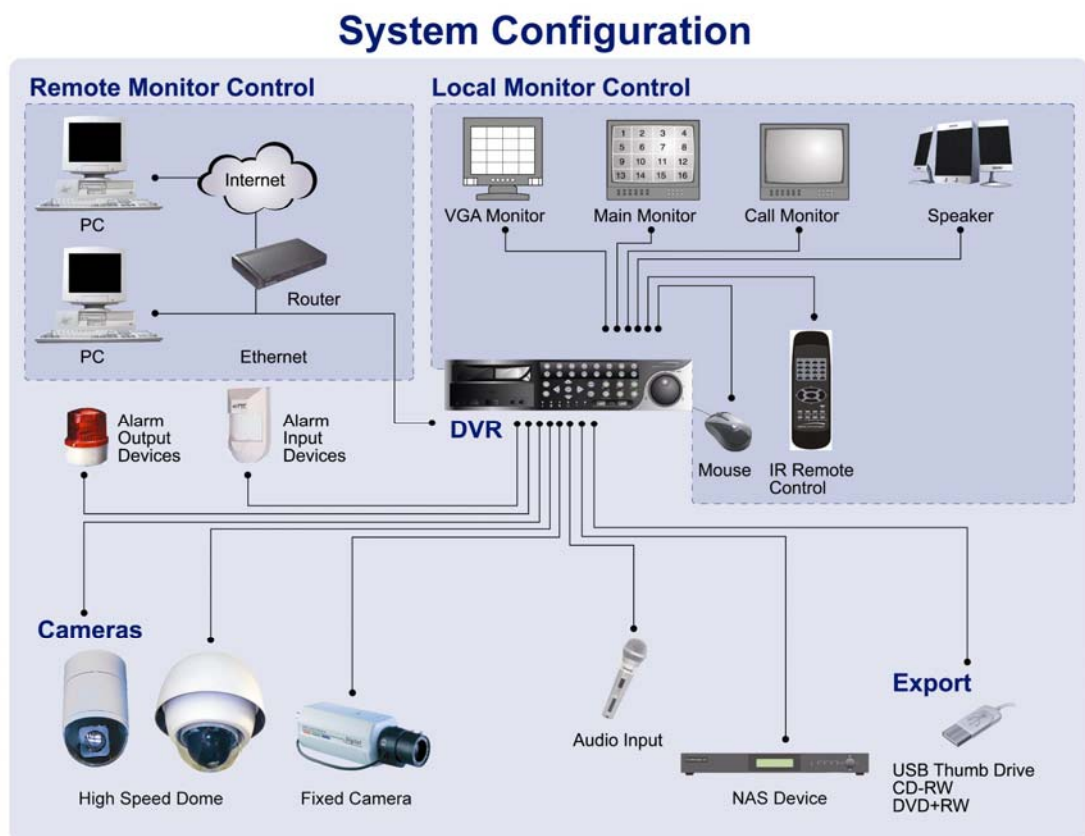 System Configuration
Remote Monitor Control
Local Monitor Control
PC
Internet
PC
Router
Ethernet
1 2 3 4
5 6 7 8
9 10 11 12
13 14 15 16
VGA Monitor
Main Monitor
Call Monitor
Speaker
DVR
Mouse
IR Remote
Control
Alarm
Output
Devices
Alarm
Input
Devices
Cameras
High Speed Dome
Fixed Camera
Audio Input
NAS Device
Export
USB Thumb Drive
CD-RW
DVD+RW